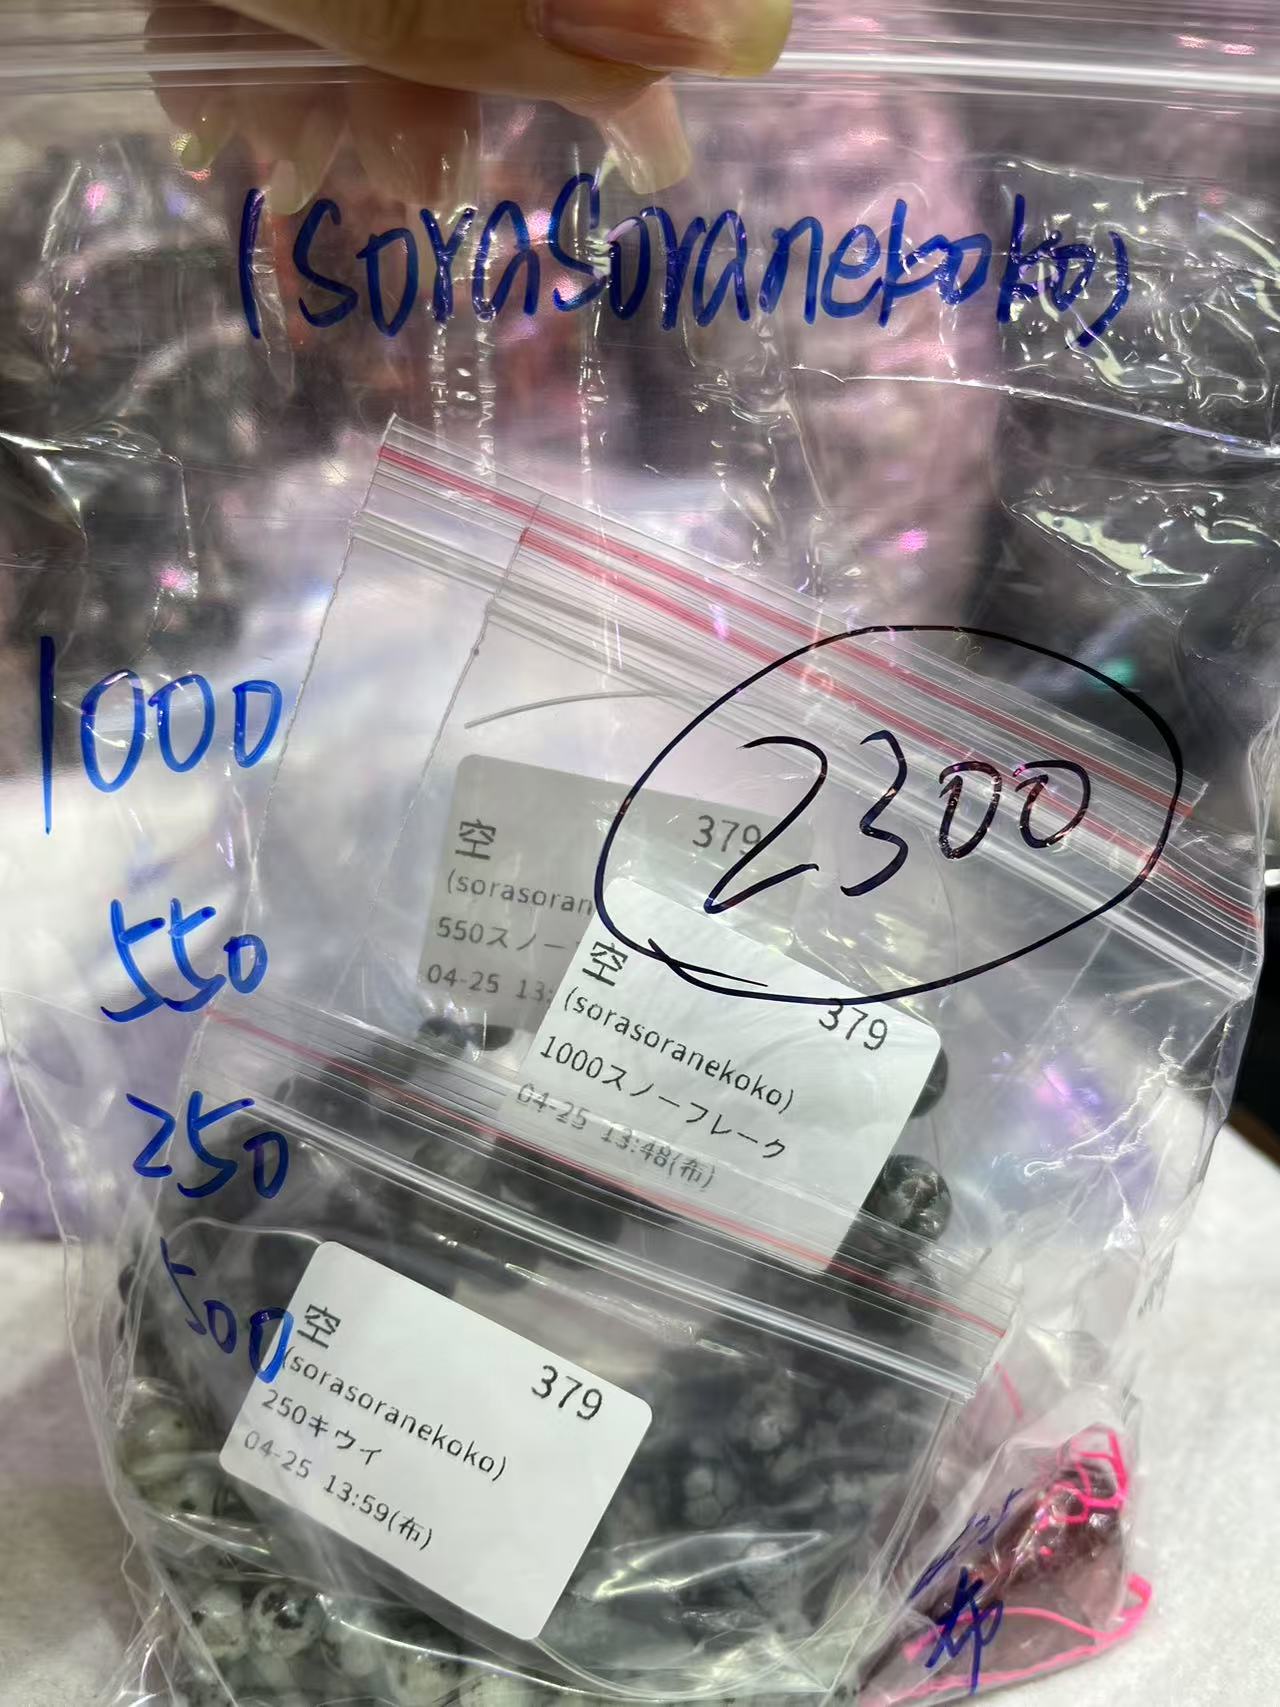 (sorasoranekoko)
1000
550
250
500
2300
空 379
(sorasoran
550スノー
04-25 13:
空 379
(sorasoranekoko)
1000スノーフレーク
04-25 13:48(布)
空 379
(sorasoranekoko)
250キウイ
04-25 13:59(布)
布